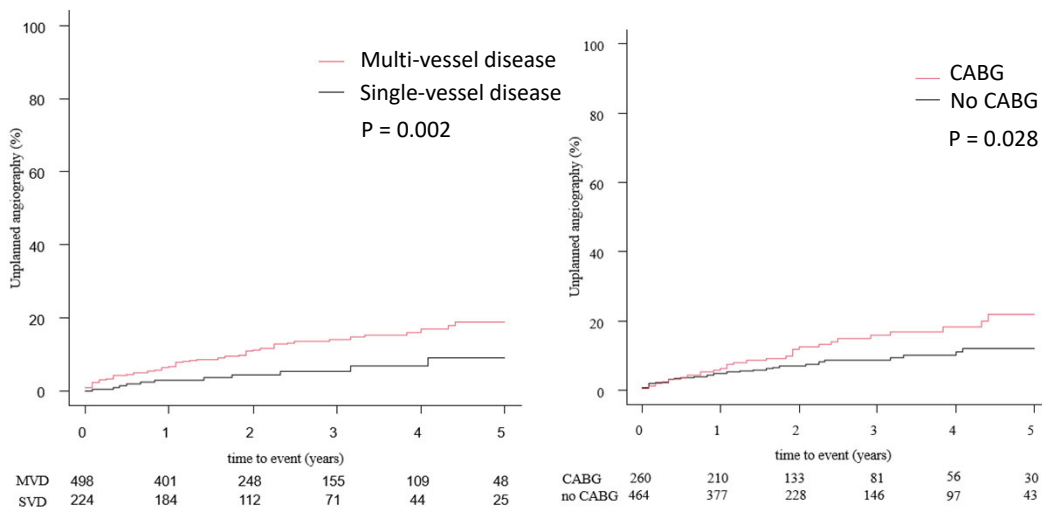 100
80
60
40
20
0
Unplanned angiography (%)
Multi-vessel disease
Single-vessel disease
P = 0.002
0 1 2 3 4 5
time to event (years)
MVD 498 401 248 155 109 48
SVD 224 184 112 71 44 25
100
80
60
40
20
0
Unplanned angiography (%)
CABG
No CABG
P = 0.028
0 1 2 3 4 5
time to event (years)
CABG 260 210 133 81 56 30
no CABG 464 377 228 146 97 43